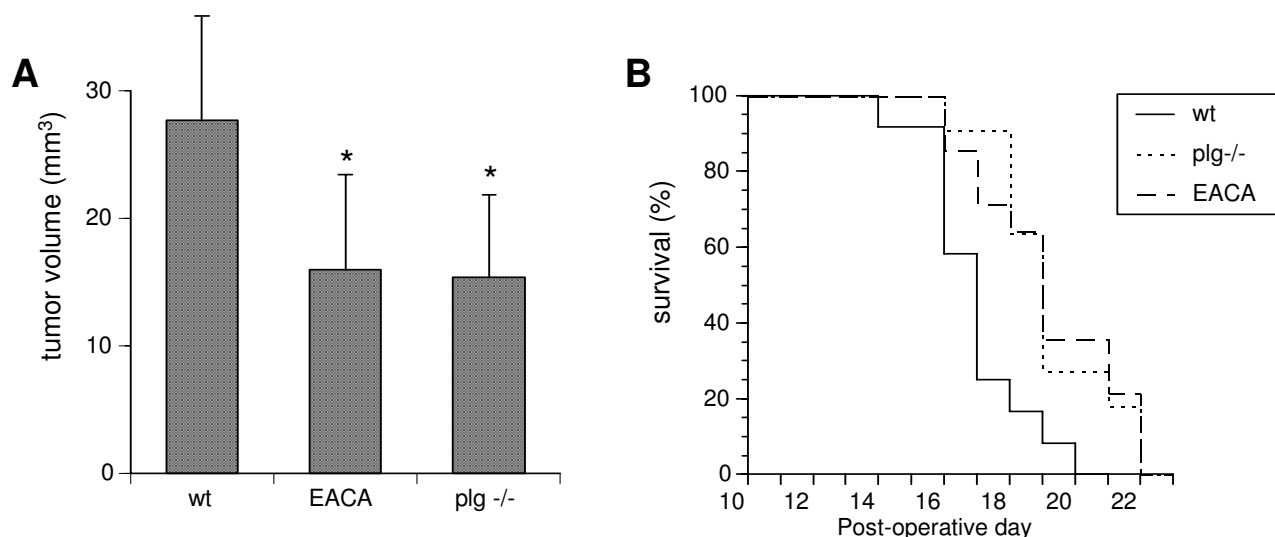 A
tumor volume (mm³)
30
20
10
0
*
*
wt
EACA
plg -/-
B
survival (%)
100
80
60
40
20
0
10 12 14 16 18 20 22
Post-operative day
wt
plg-/-
EACA